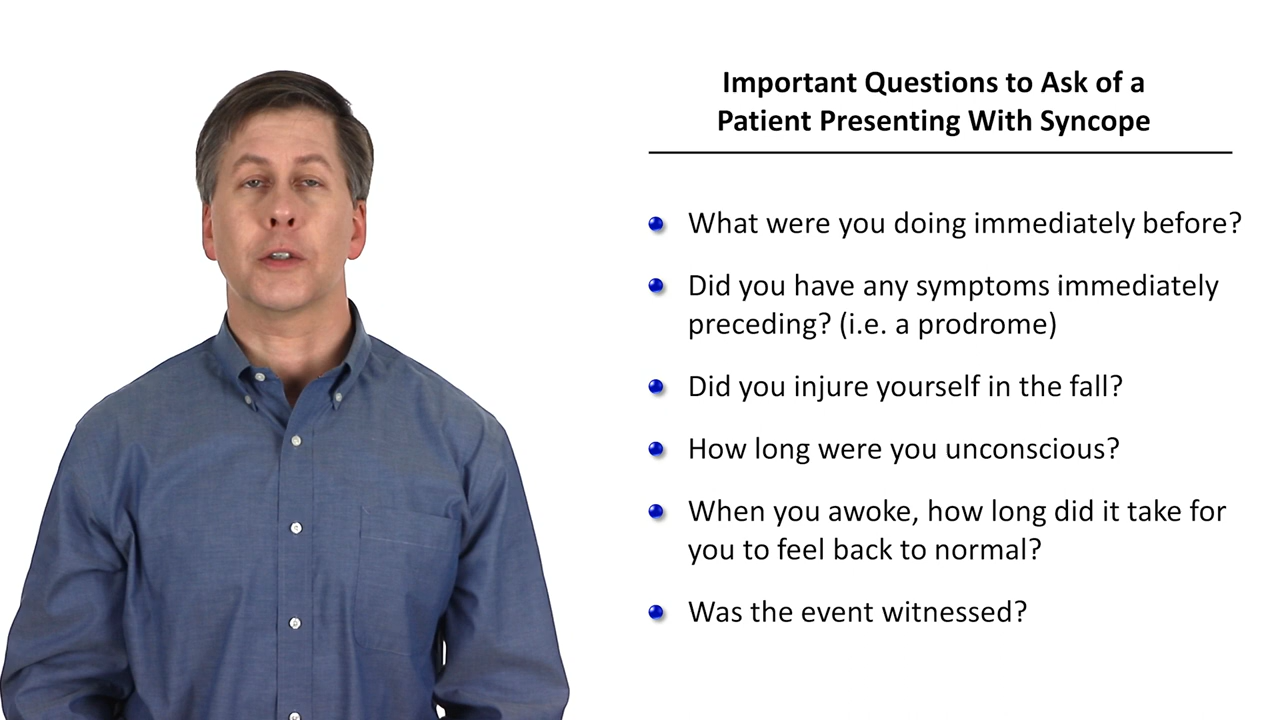 Important Questions to Ask of a
Patient Presenting With Syncope
What were you doing immediately before?
Did you have any symptoms immediately
preceding? (i.e. a prodrome)
Did you injure yourself in the fall?
How long were you unconscious?
When you awoke, how long did it take for
you to feel back to normal?
Was the event witnessed?